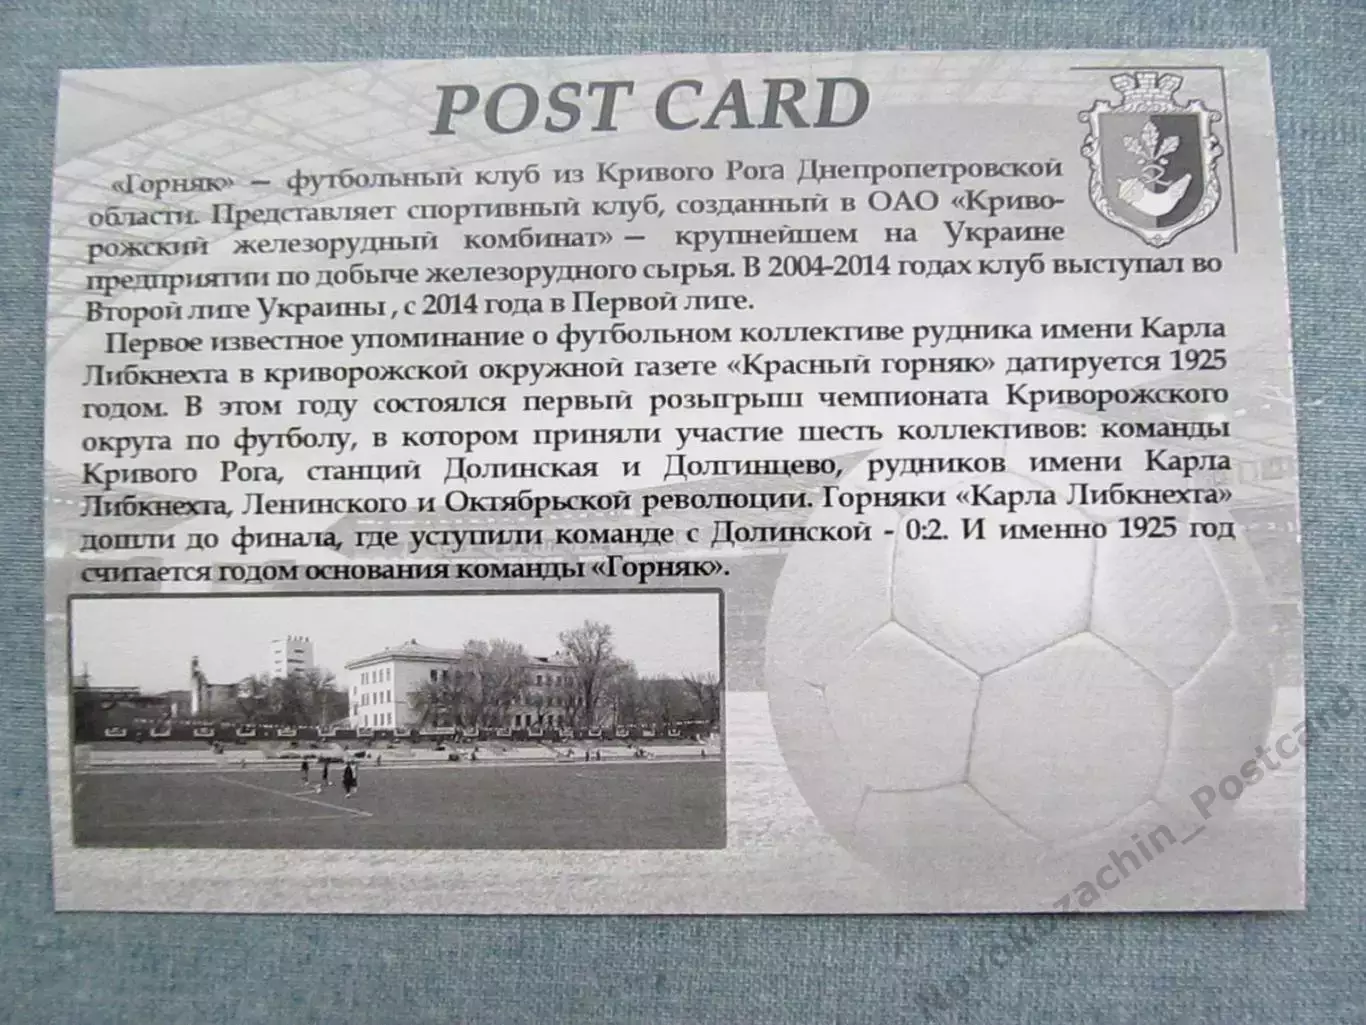 POST CARD
«Горняк» — футбольный клуб из Кривого Рога Днепропетровской
области. Представляет спортивный клуб, созданный в ОАО «Криво-
рожский железорудный комбинат» — крупнейшем на Украине
предприятии по добыче железорудного сырья. В 2004-2014 годах клуб выступал во
Второй лиге Украины , с 2014 года в Первой лиге.
Первое известное упоминание о футбольном коллективе рудника имени Карла
Либкнехта в криворожской окружной газете «Красный горняк» датируется 1925
годом. В этом году состоялся первый розыгрыш чемпионата Криворожского
округа по футболу, в котором приняли участие шесть коллективов: команды
Кривого Рога, станций Долинская и Долгинцево, рудников имени Карла
Либкнехта, Ленинского и Октябрьской революции. Горняки «Карла Либкнехта»
дошли до финала, где уступили команде с Долинской - 0:2. И именно 1925 год
считается годом основания команды «Горняк».
Novokozachin_Postcard